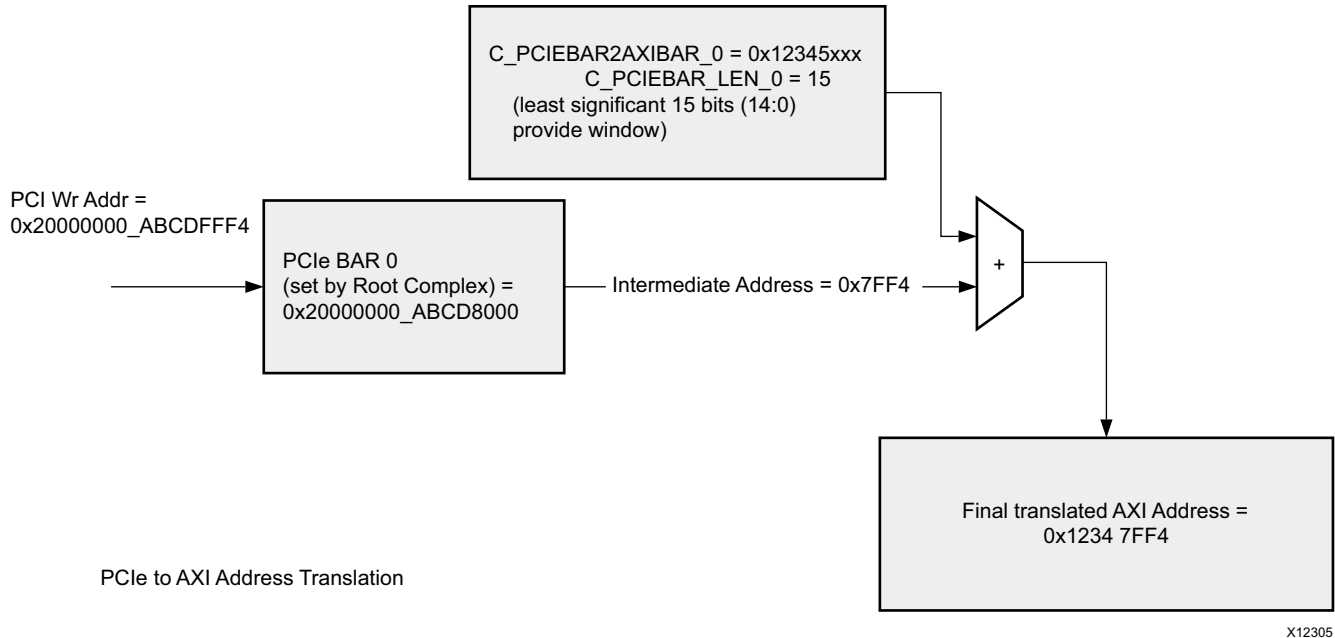 C_PCIEBAR2AXIBAR_0 = 0x12345xxx
C_PCIEBAR_LEN_0 = 15
(least significant 15 bits (14:0)
provide window)
PCI Wr Addr =
0x20000000_ABCDFFF4
PCIe BAR 0
(set by Root Complex) =
0x20000000_ABCD8000
Intermediate Address = 0x7FF4
+
Final translated AXI Address =
0x1234 7FF4
PCIe to AXI Address Translation
X12305